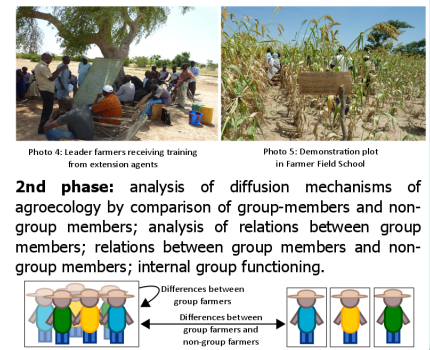 Photo 4: Leader farmers receiving training
from extension agents
Photo 5: Demonstration plot
in Farmer Field School
2nd phase: analysis of diffusion mechanisms of
agroecology by comparison of group-members and non-
group members; analysis of relations between group
members; relations between group members and non-
group members; internal group functioning.
Differences between
group farmers
Differences between
group farmers and
non-group farmers